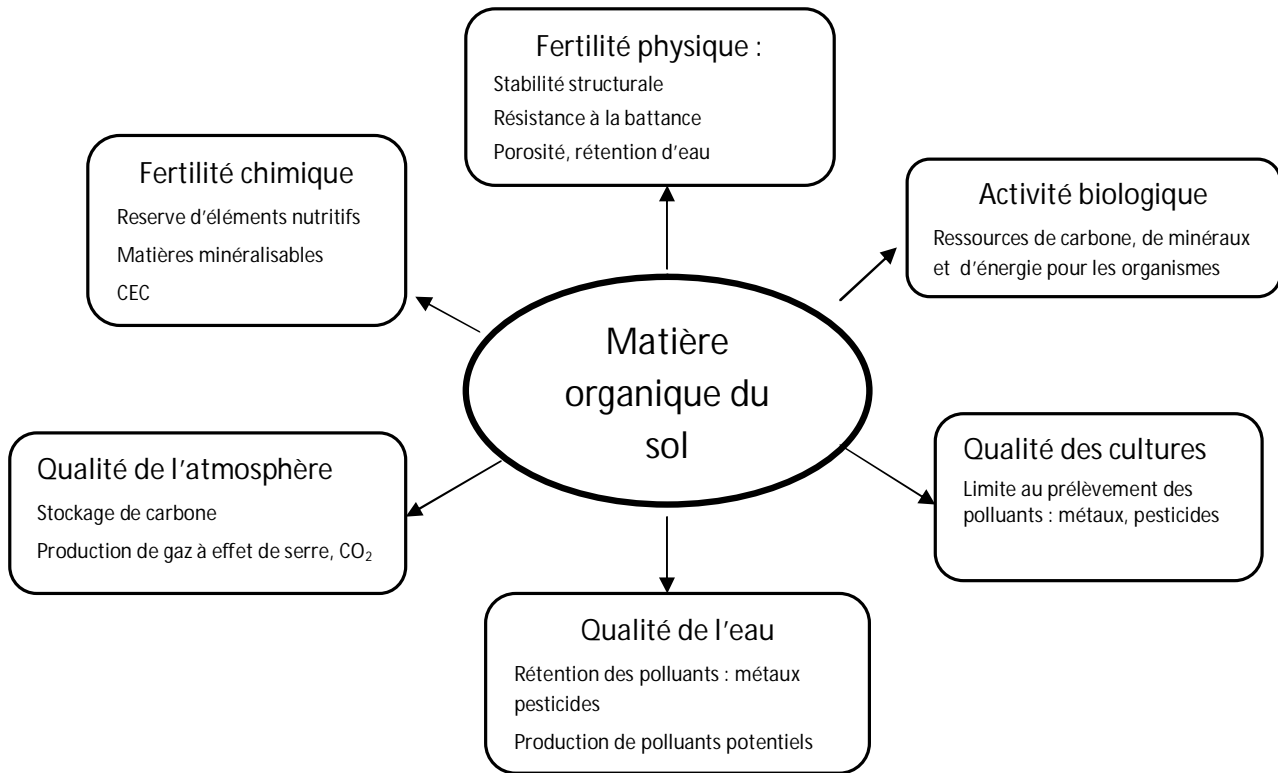 Fertilité physique :
Stabilité structurale
Résistance à la battance
Porosité, rétention d'eau
Fertilité chimique
Reserve d'éléments nutritifs
Matières minéralisables
CEC
Activité biologique
Ressources de carbone, de minéraux
et d'énergie pour les organismes
Matière
organique du
sol
Qualité de l'atmosphère
Stockage de carbone
Production de gaz à effet de serre, CO₂
Qualité des cultures
Limite au prélèvement des
polluants : métaux, pesticides
Qualité de l'eau
Rétention des polluants : métaux
pesticides
Production de polluants potentiels